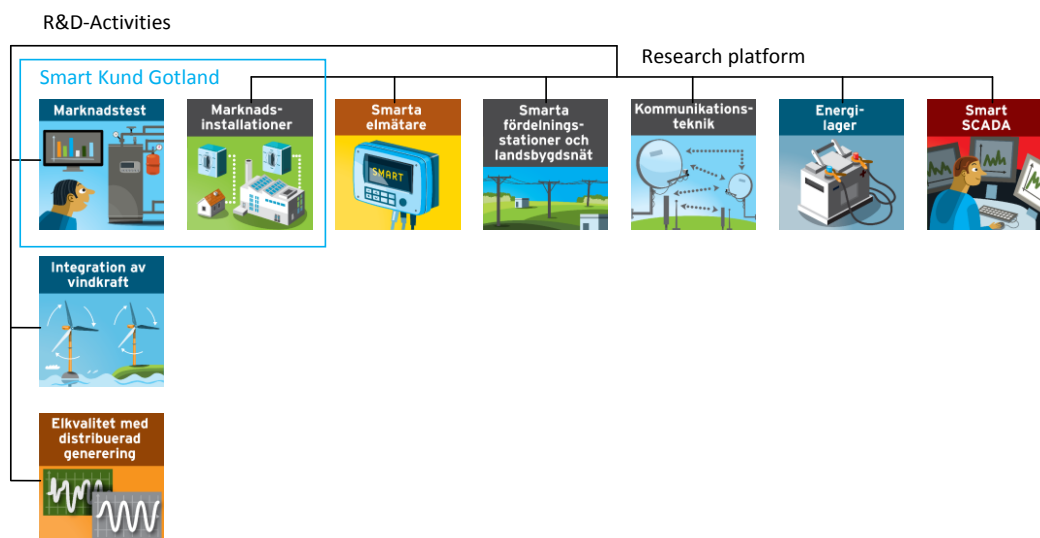 R&D-Activities
Research platform
Smart Kund Gotland
Marknadstest
Marknads-
installationer
Smarta
elmätare
Smarta
fördelnings-
stationer och
landsbygdsnät
Kommunikations-
teknik
Energi-
lager
Smart
SCADA
SMART
Integration av
vindkraft
Elkvalitet med
distribuerad
generering